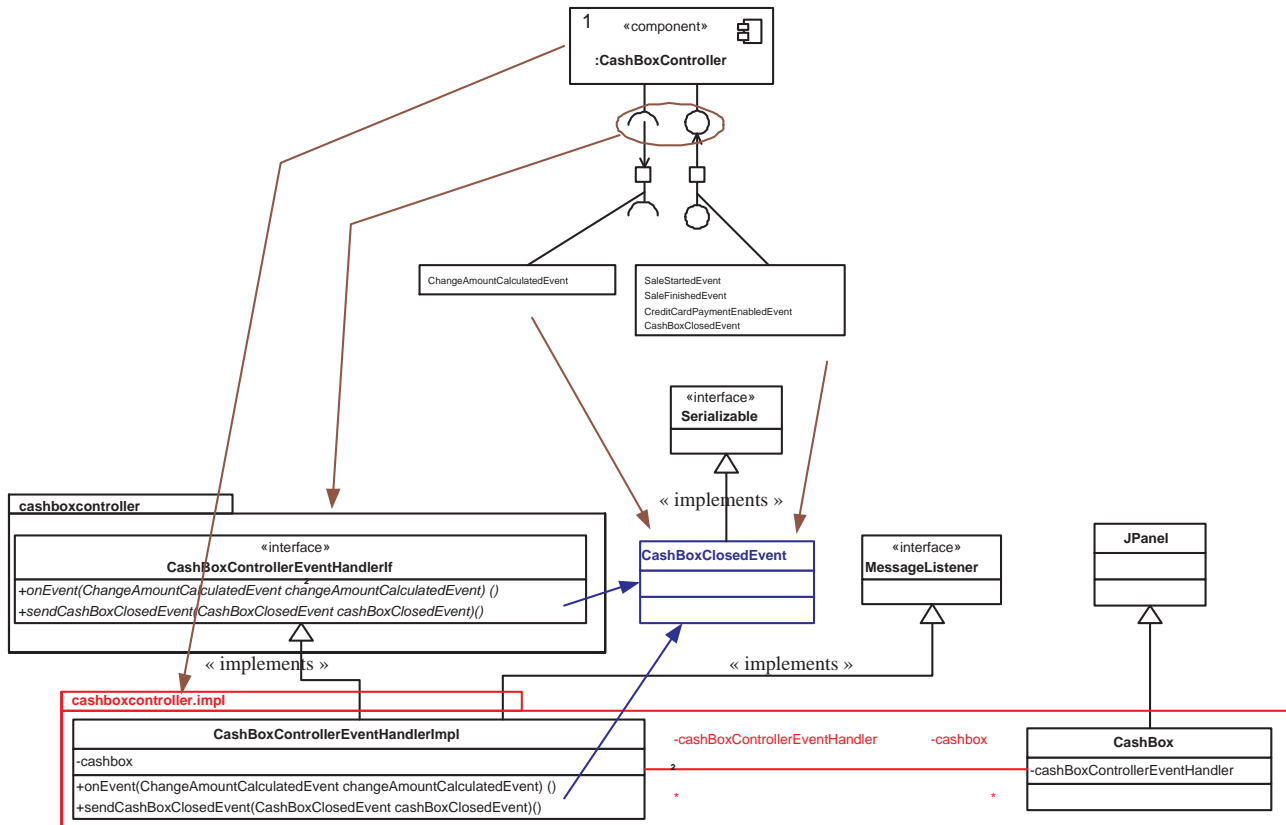 1
«component»
:CashBoxController
ChangeAmountCalculatedEvent
SaleStartedEvent
SaleFinishedEvent
CreditCardPaymentEnabledEvent
CashBoxClosedEvent
«interface»
Serializable
« implements »
cashboxcontroller
«interface»
CashBoxControllerEventHandlerIf
2
+onEvent(ChangeAmountCalculatedEvent changeAmountCalculatedEvent) ()
+sendCashBoxClosedEvent(CashBoxClosedEvent cashBoxClosedEvent)()
CashBoxClosedEvent
«interface»
MessageListener
JPanel
« implements »
« implements »
cashboxcontroller.impl
CashBoxControllerEventHandlerImpl
-cashbox
+onEvent(ChangeAmountCalculatedEvent changeAmountCalculatedEvent) ()
+sendCashBoxClosedEvent(CashBoxClosedEvent cashBoxClosedEvent)()
-cashBoxControllerEventHandler
-cashbox
2
*
*
CashBox
-cashBoxControllerEventHandler